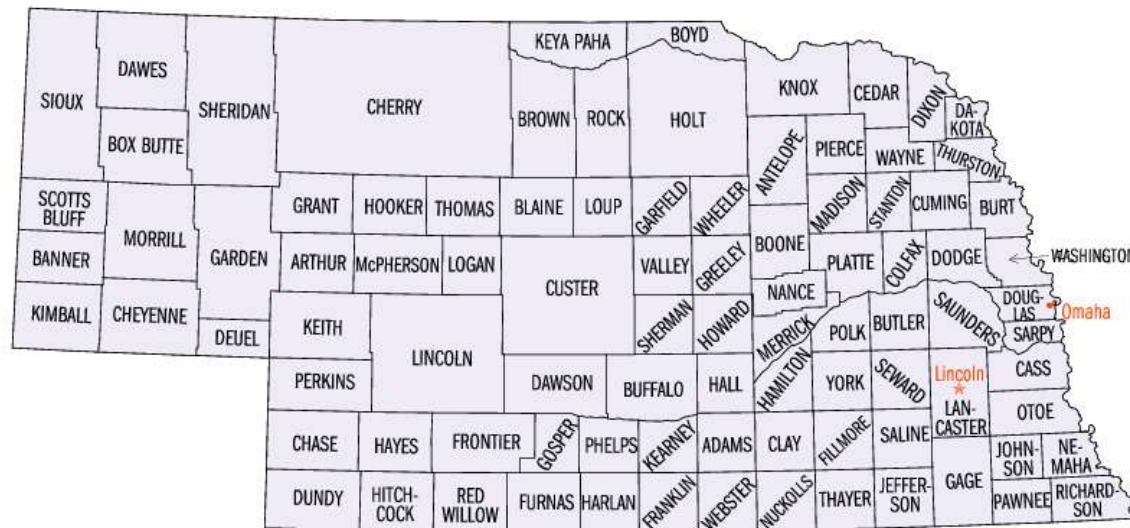 KEYA PAHA
BOYD
DAWES
SIOUX
SHERIDAN
CHERRY
KNOX
CEDAR
DIXON
DA-
KOTA
BROWN
ROCK
HOLT
BOX BUTTE
ANTELOPE
PIERCE
WAYNE
THURSTON
SCOTTS
BLUFF
GRANT
HOOKER
THOMAS
BLAINE
LOUP
GARFIELD
WHEELER
MADISON
STANTON
CUMING
BURT
MORRILL
BANNER
GARDEN
ARTHUR
McPHERSON
LOGAN
CUSTER
VALLEY
GREELEY
BOONE
PLATTE
COLFAX
DODGE
WASHINGTON
KIMBALL
CHEYENNE
DEUEL
KEITH
LINCOLN
SHERMAN
HOWARD
NANCE
MERRICK
POLK
BUTLER
SAUNDERS
DOUG-
LAS
Omaha
SARPY
PERKINS
DAWSON
BUFFALO
HALL
HAMILTON
YORK
SEWARD
Lincoln
LAN-
CASTER
CASS
OTOE
CHASE
HAYES
FRONTIER
GOSPER
PHELPS
KEARNEY
ADAMS
CLAY
FILLMORE
SALINE
GAGE
JOHN-
SON
NE-
MAHA
DUNDY
HITCH-
COCK
RED
WILLOW
FURNAS
HARLAN
FRANKLIN
WEBSTER
NUCKOLLS
THAYER
JEFFER-
SON
PAWNEE
RICHARD-
SON